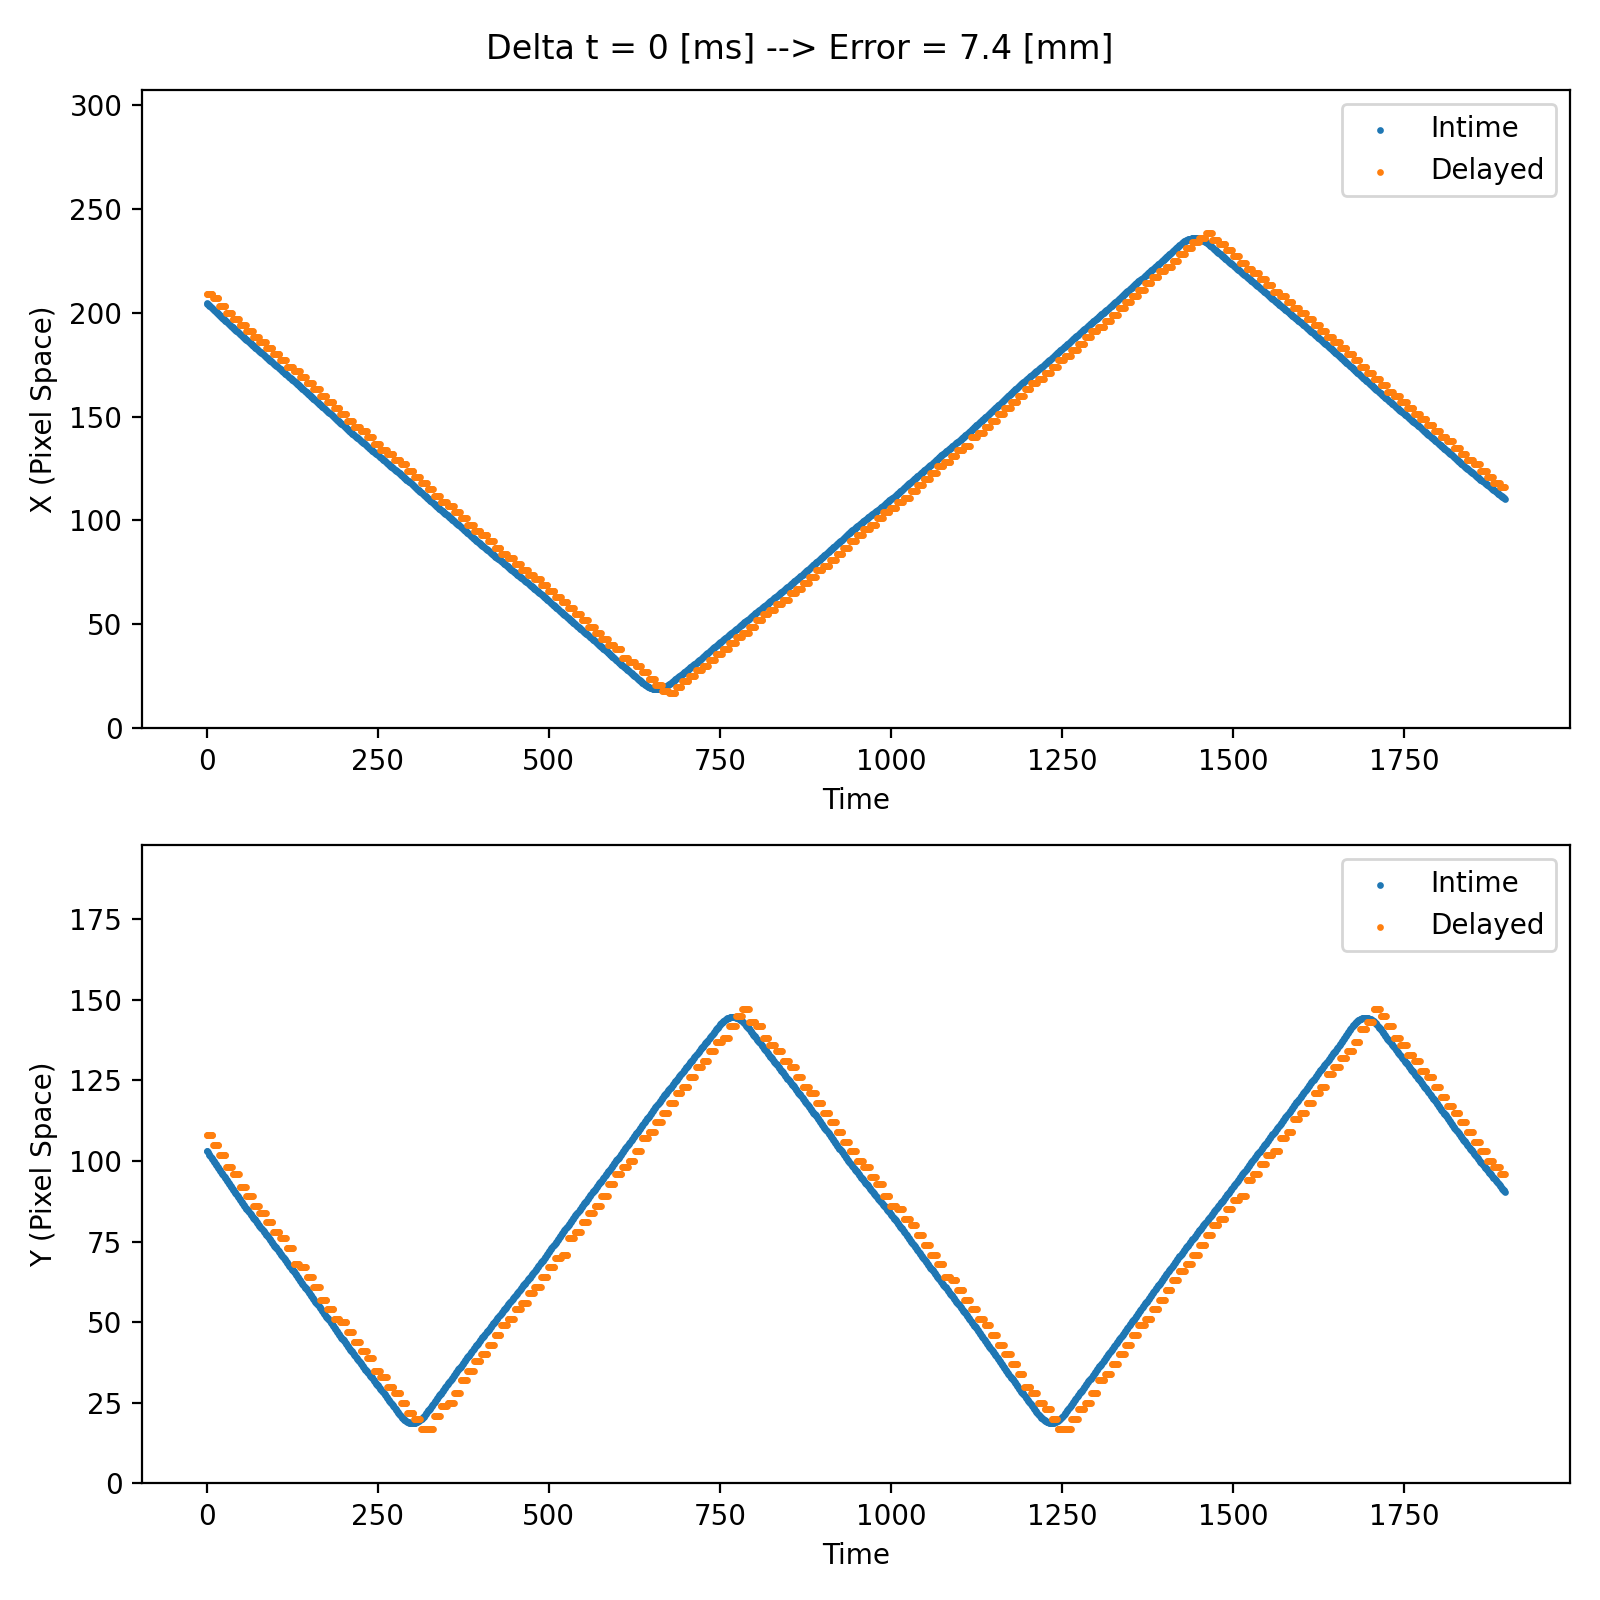 Delta t = 0 [ms] --> Error = 7.4 [mm]
300
250
200
150
100
50
0
X (Pixel Space)
Intime
Delayed
0 250 500 750 1000 1250 1500 1750
Time
175
150
125
100
75
50
25
0
Y (Pixel Space)
Intime
Delayed
0 250 500 750 1000 1250 1500 1750
Time